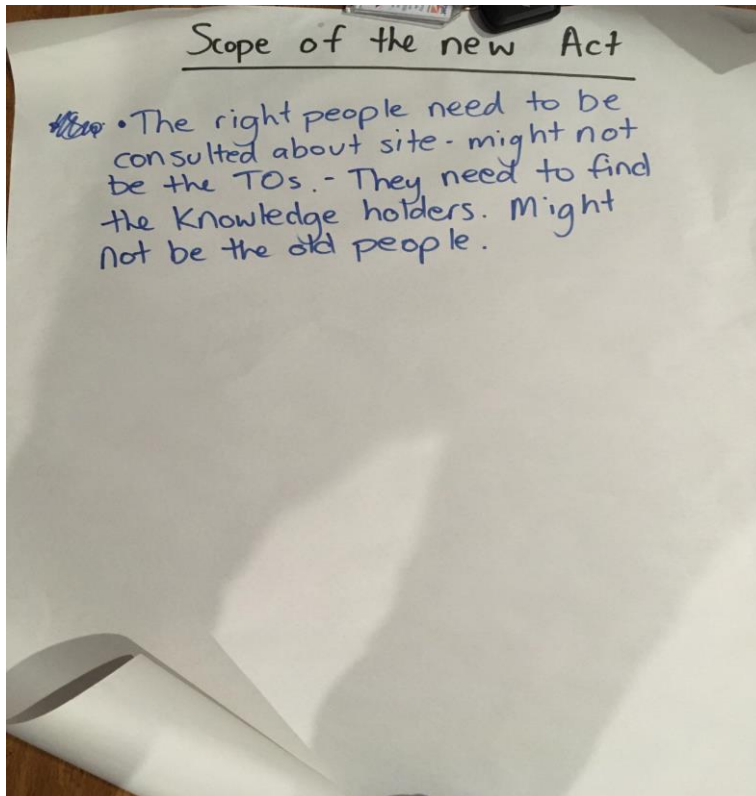 Scope of the new Act
• The right people need to be
consulted about site - might not
be the TOs. - They need to find
the Knowledge holders. Might
not be the old people.